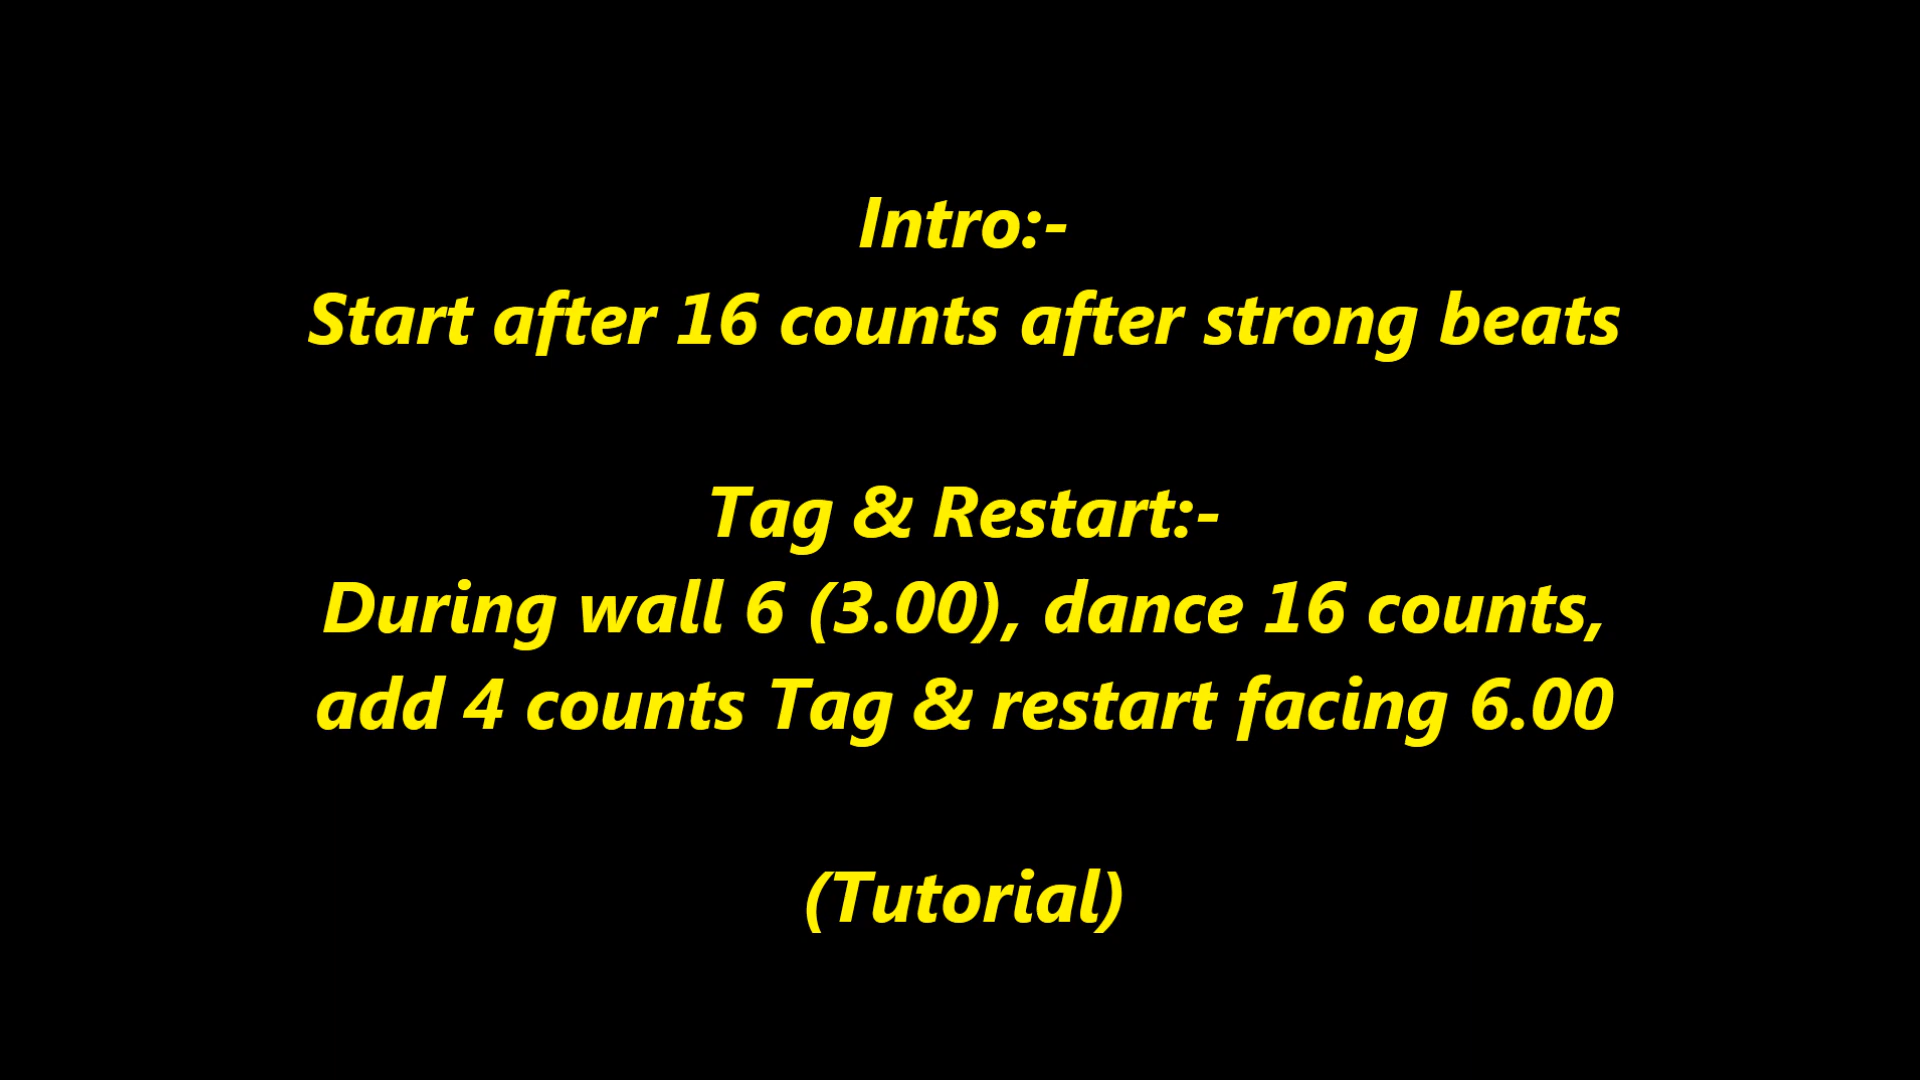 Intro:-
Start after 16 counts after strong beats
Tag & Restart:-
During wall 6 (3.00), dance 16 counts,
add 4 counts Tag & restart facing 6.00
(Tutorial)